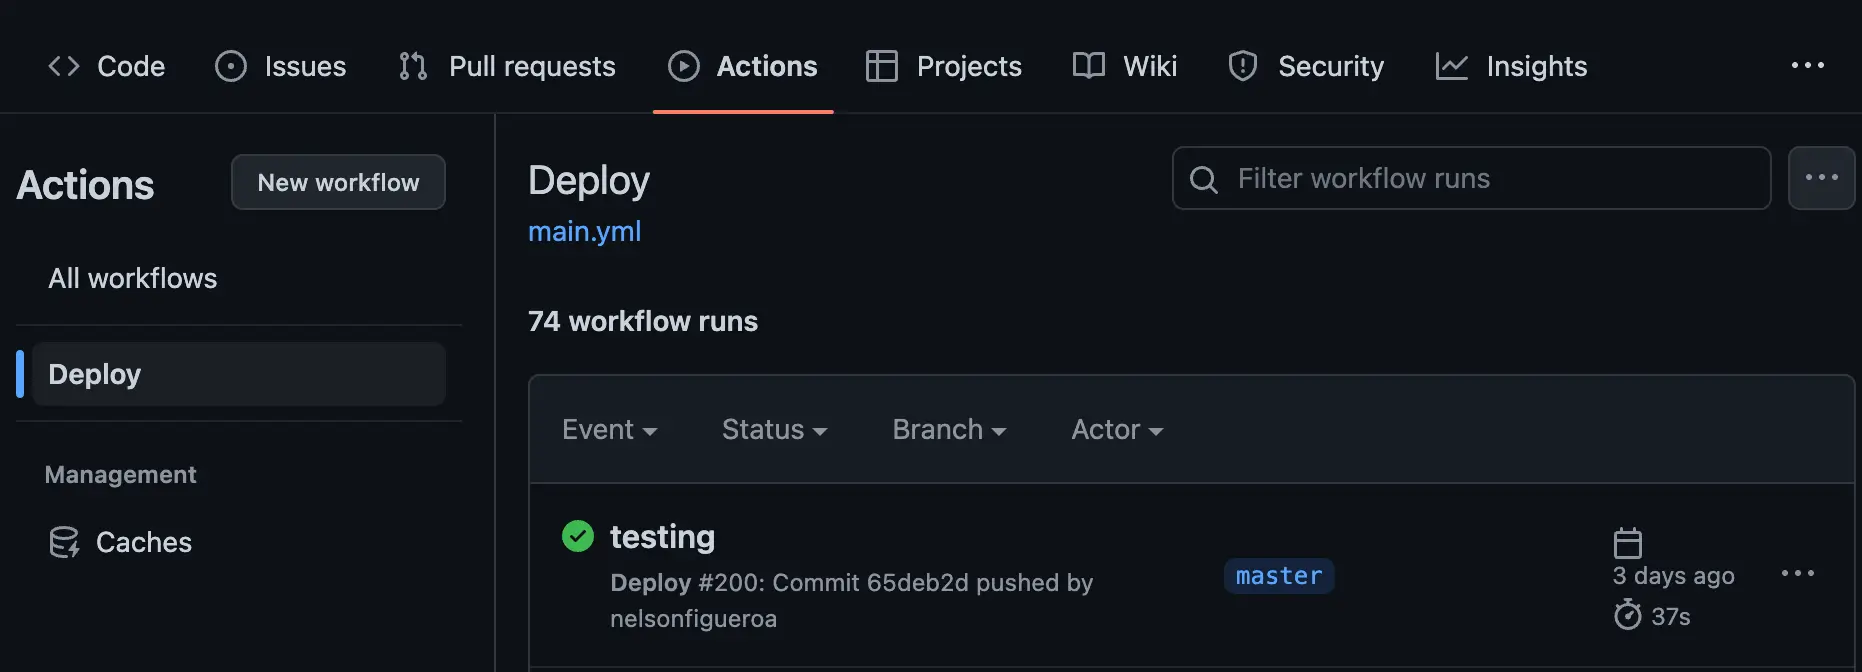 Code Issues Pull requests Actions Projects Wiki Security Insights
Actions
New workflow
All workflows
Deploy
Management
Caches
Deploy
main.yml
Filter workflow runs
74 workflow runs
Event Status Branch Actor
testing
Deploy #200: Commit 65deb2d pushed by
nelsonfigueroa
master
3 days ago
37s